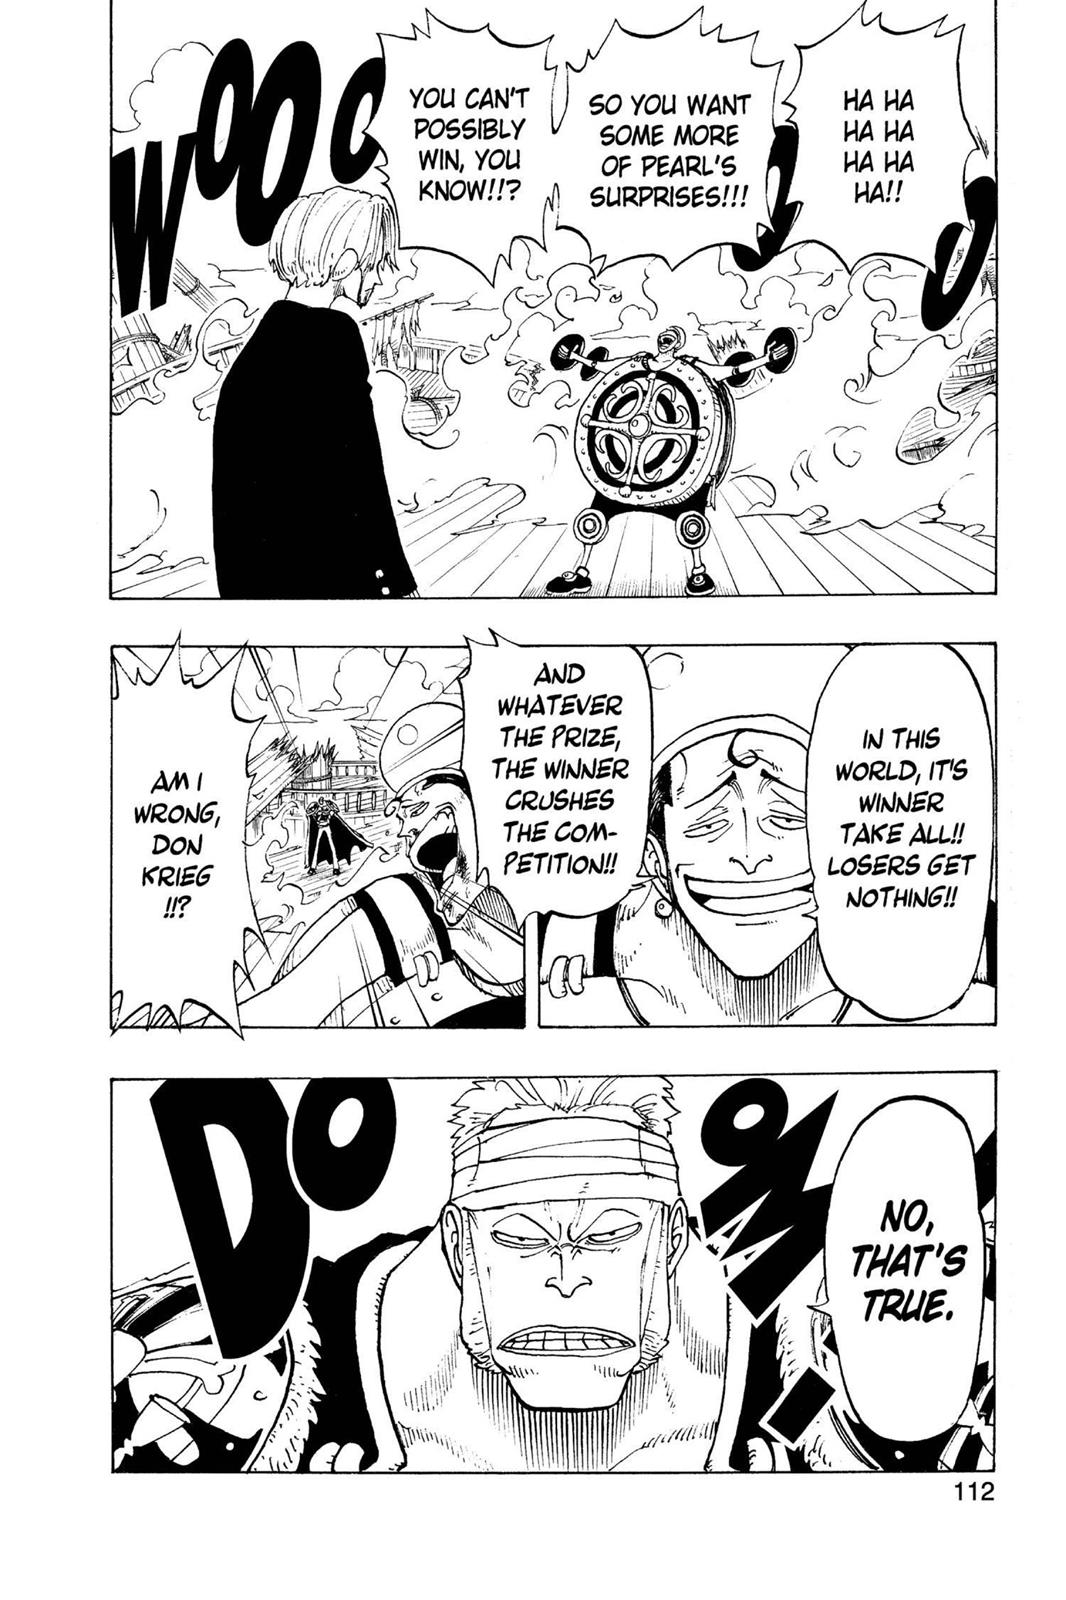 HA HA
HA HA
HA HA
HA!!
SO YOU WANT
SOME MORE
OF PEARL'S
SURPRISES!!!
YOU CAN'T
POSSIBLY
WIN, YOU
KNOW!!?
WOOOOO
IN THIS
WORLD, IT'S
WINNER
TAKE ALL!!
LOSERS GET
NOTHING!!
AND
WHATEVER
THE PRIZE,
THE WINNER
CRUSHES
THE COM-
PETITION!!
AM I
WRONG,
DON
KRIEG
!!?
NO,
THAT'S
TRUE.
DOOM!
112